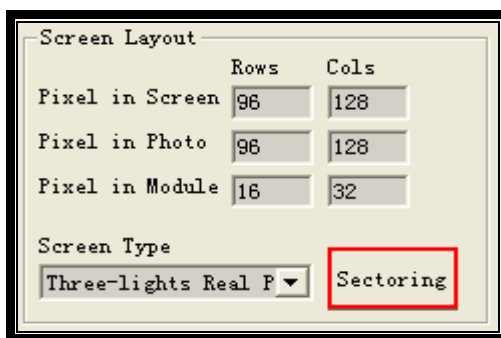 Screen Layout
Rows Cols
Pixel in Screen 96 128
Pixel in Photo 96 128
Pixel in Module 16 32
Screen Type
Three-lights Real P Sectoring